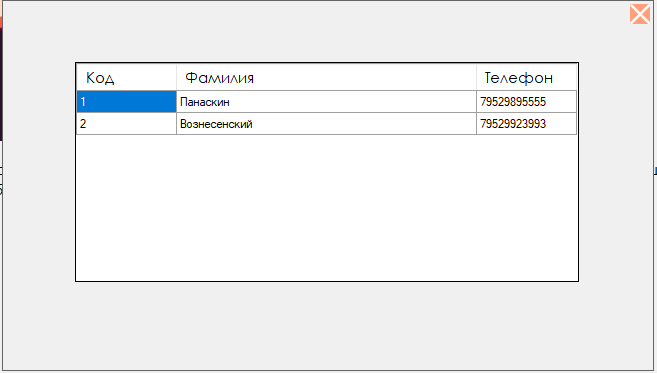 Код Фамилия Телефон
1 Панаскин 79529895555
2 Вознесенский 79529923993